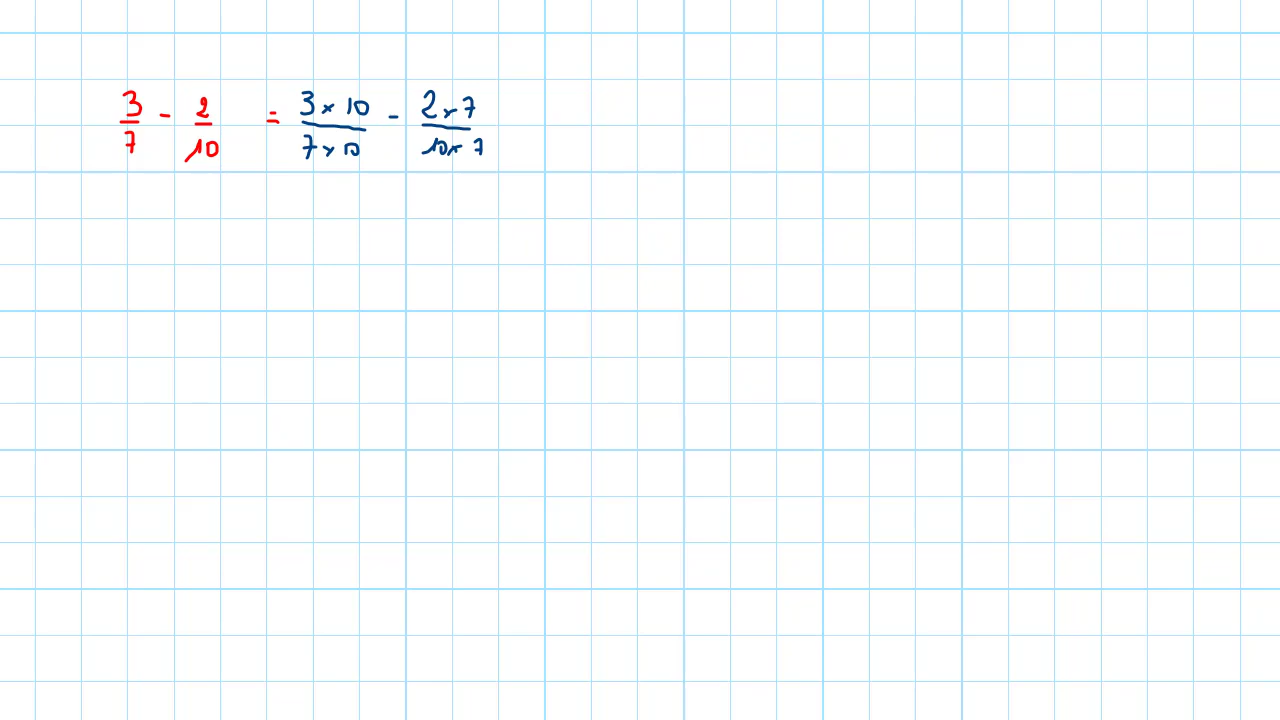 3/7 - 2/10 = (3 × 10)/(7 × 10) - (2 × 7)/(10 × 7)